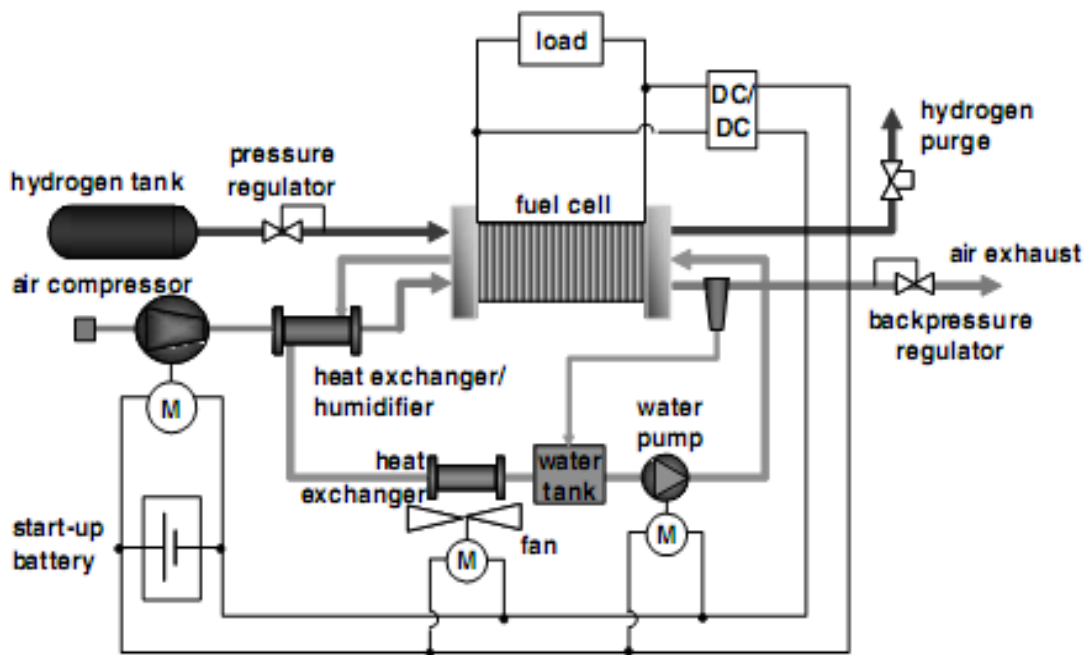 load
DC/
DC
hydrogen
purge
pressure
regulator
hydrogen tank
fuel cell
air exhaust
air compressor
backpressure
regulator
heat exchanger/
humidifier
M
water
pump
heat
exchanger
water
tank
start-up
battery
fan
M
M